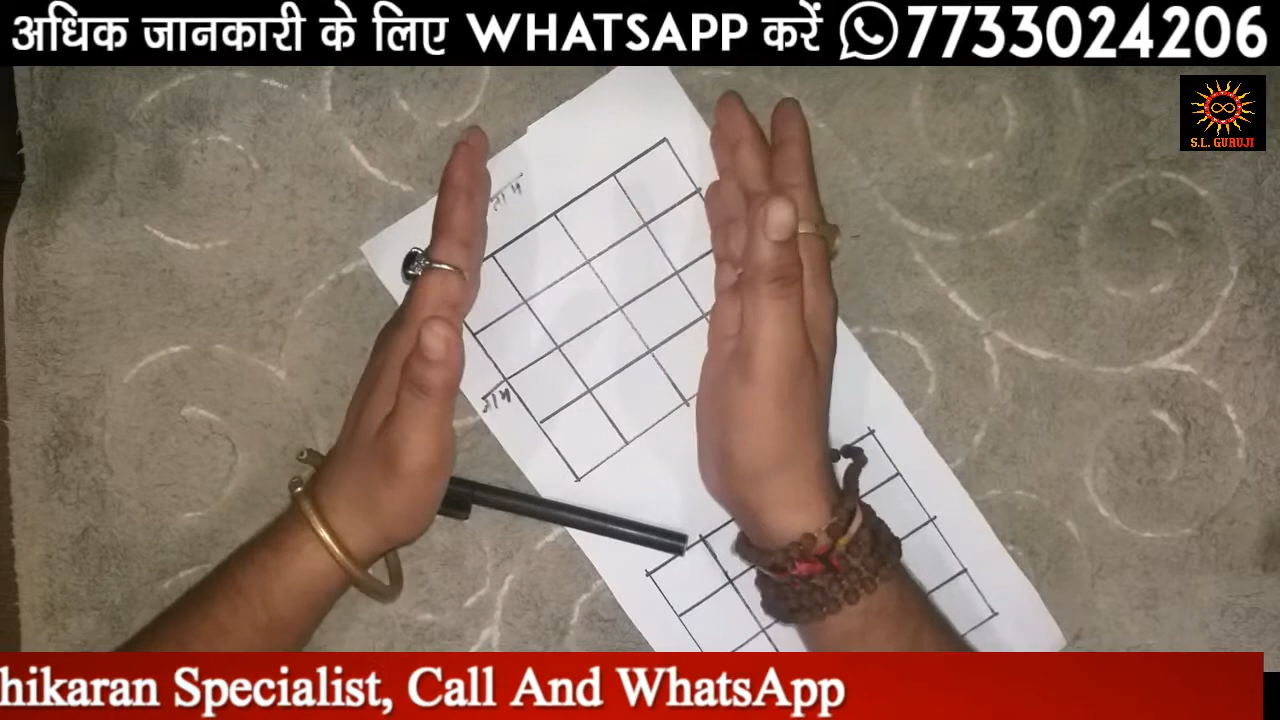 अधिक जानकारी के लिए WHATSAPP करें 7733024206
S.L. GURUJI
hikaran Specialist, Call And WhatsApp